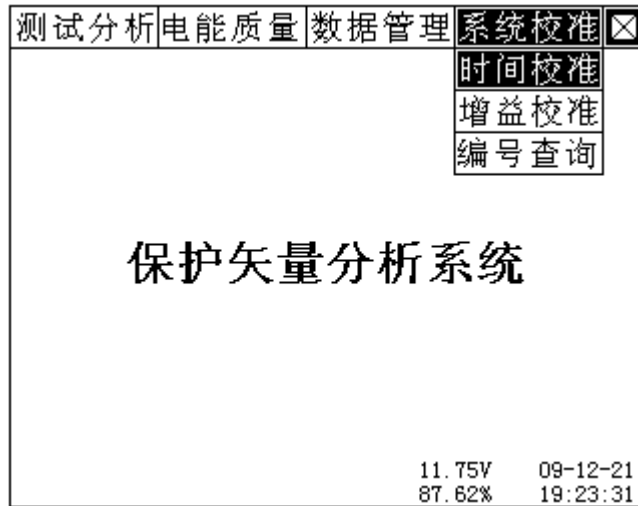 测试分析 电能质量 数据管理 系统校准
时间校准
增益校准
编号查询
保护矢量分析系统
11.75V 09-12-21
87.62% 19:23:31